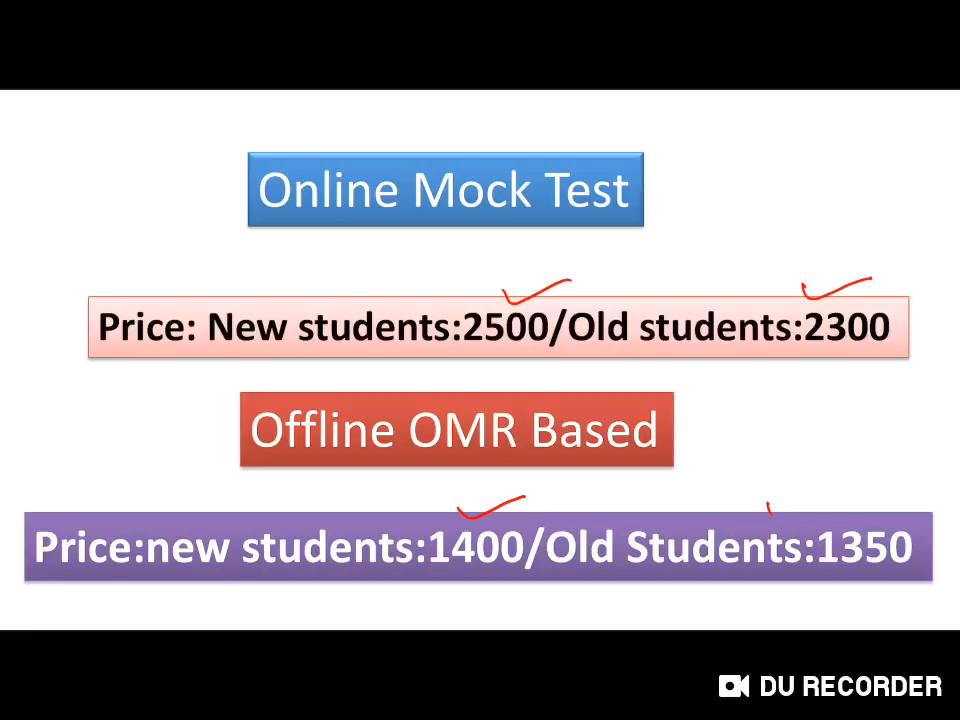 Online Mock Test
Price: New students:2500/Old students:2300
Offline OMR Based
Price:new students:1400/Old Students:1350
DU RECORDER